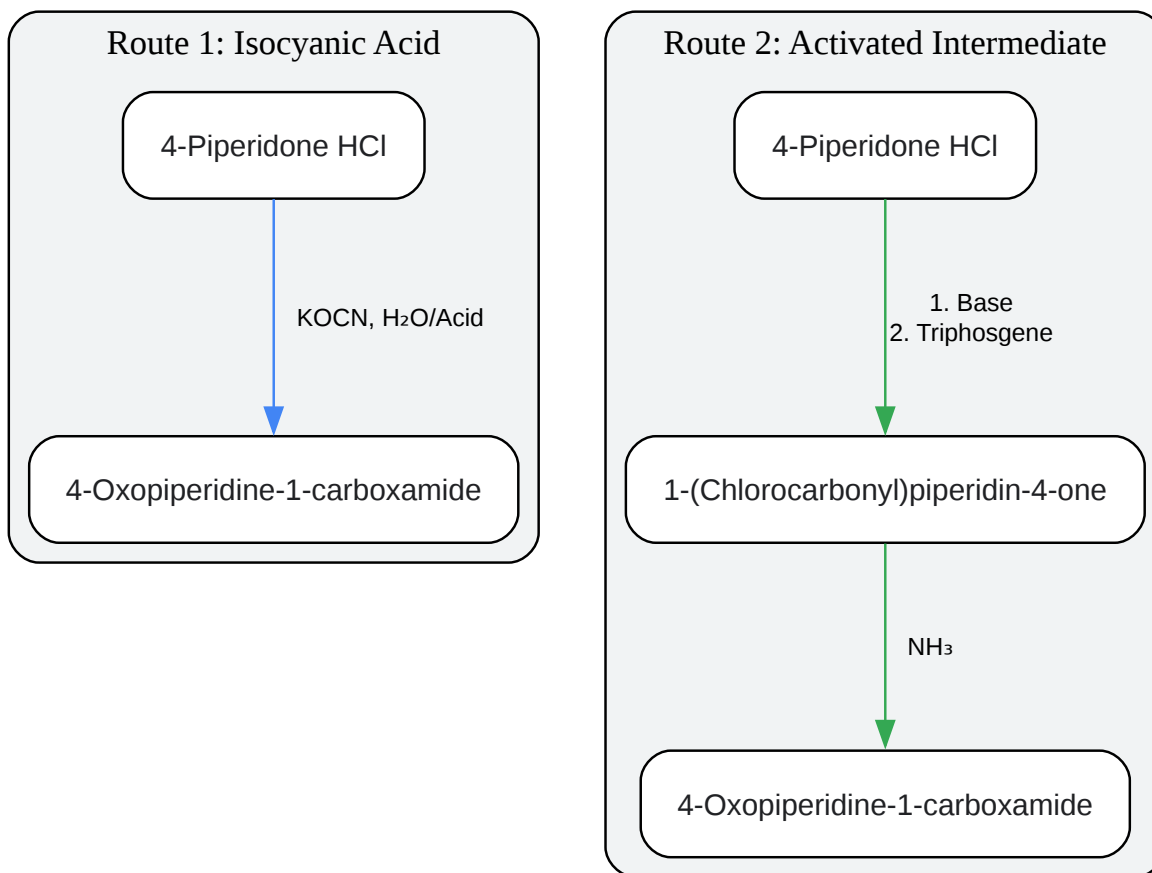 Route 1: Isocyanic Acid
4-Piperidone HCl
KOCN, H₂O/Acid
4-Oxopiperidine-1-carboxamide
Route 2: Activated Intermediate
4-Piperidone HCl
1. Base
2. Triphosgene
1-(Chlorocarbonyl)piperidin-4-one
NH₃
4-Oxopiperidine-1-carboxamide